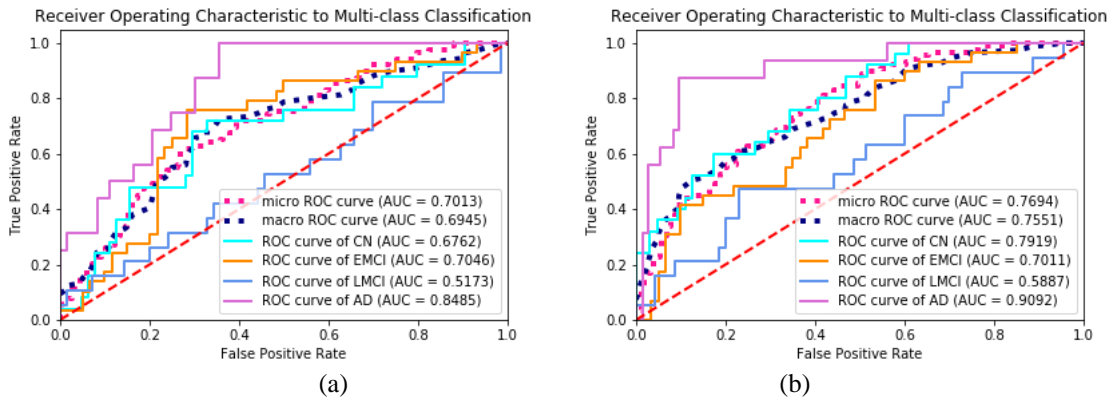 Receiver Operating Characteristic to Multi-class Classification
True Positive Rate
1.0
0.8
0.6
0.4
0.2
0.0
micro ROC curve (AUC = 0.7013)
macro ROC curve (AUC = 0.6945)
ROC curve of CN (AUC = 0.6762)
ROC curve of EMCI (AUC = 0.7046)
ROC curve of LMCI (AUC = 0.5173)
ROC curve of AD (AUC = 0.8485)
0.0 0.2 0.4 0.6 0.8 1.0
False Positive Rate
(a)
Receiver Operating Characteristic to Multi-class Classification
True Positive Rate
1.0
0.8
0.6
0.4
0.2
0.0
micro ROC curve (AUC = 0.7694)
macro ROC curve (AUC = 0.7551)
ROC curve of CN (AUC = 0.7919)
ROC curve of EMCI (AUC = 0.7011)
ROC curve of LMCI (AUC = 0.5887)
ROC curve of AD (AUC = 0.9092)
0.0 0.2 0.4 0.6 0.8 1.0
False Positive Rate
(b)